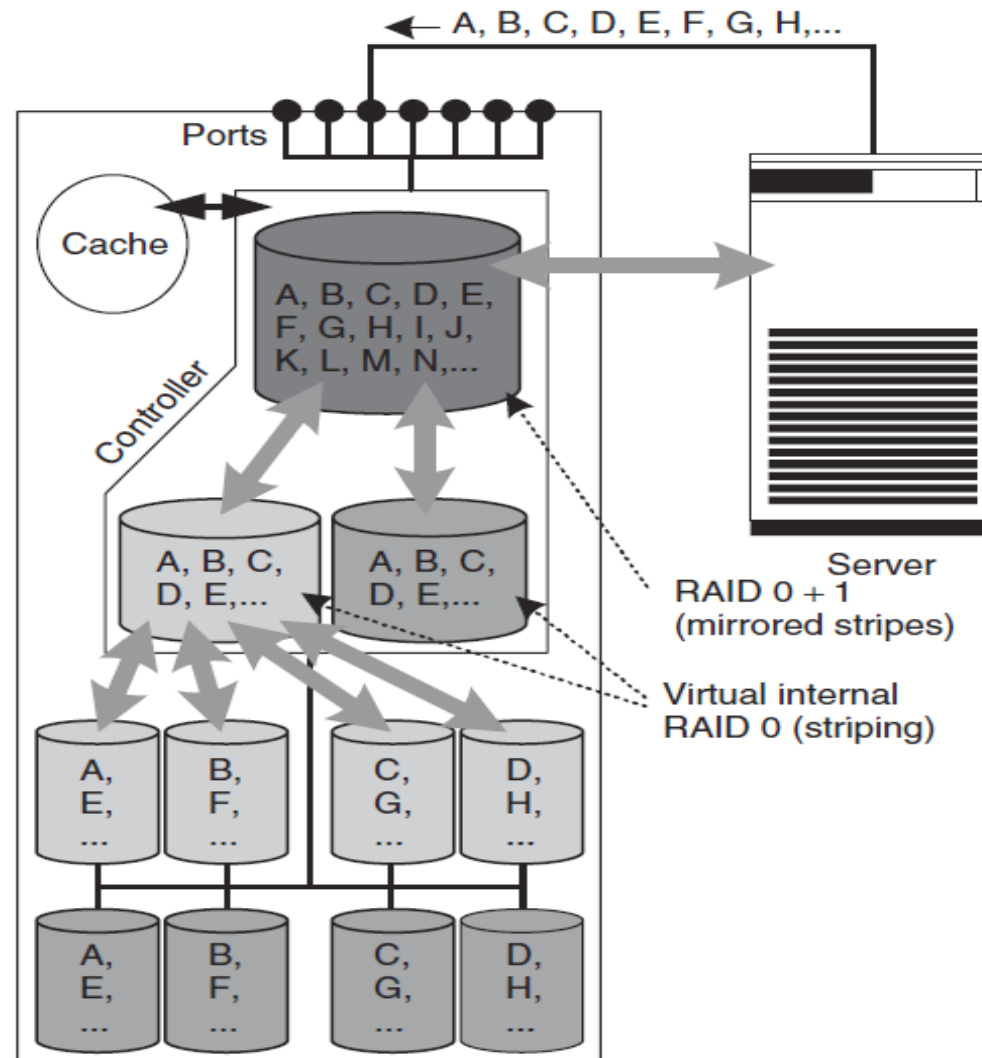 A, B, C, D, E, F, G, H,...
Ports
Cache
A, B, C, D, E,
F, G, H, I, J,
K, L, M, N,...
Controller
A, B, C,
D, E,...
A, B, C,
D, E,...
Server
RAID 0 + 1
(mirrored stripes)
Virtual internal
RAID 0 (striping)
A,
E,
...
B,
F,
...
C,
G,
...
D,
H,
...
A,
E,
...
B,
F,
...
C,
G,
...
D,
H,
...